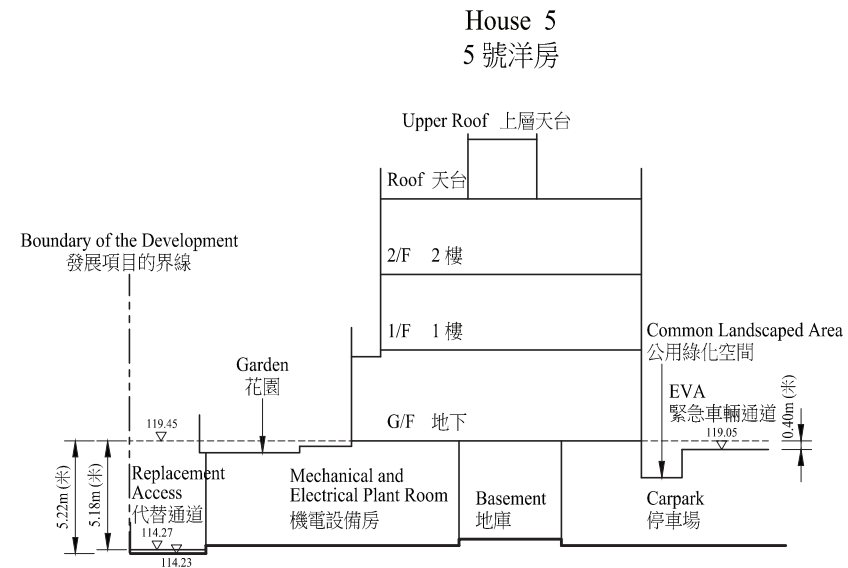 House 5
5 號洋房
Upper Roof 上層天台
Roof 天台
Boundary of the Development
發展項目的界線
2/F 2 樓
1/F 1 樓
Common Landscaped Area
公用綠化空間
Garden
花園
EVA
緊急車輛通道
0.40m (米)
119.45
G/F 地下
119.05
5.22m (米)
5.18m (米)
Replacement
Access
代替通道
Mechanical and
Electrical Plant Room
機電設備房
Basement
地庫
Carpark
停車場
114.27
114.23